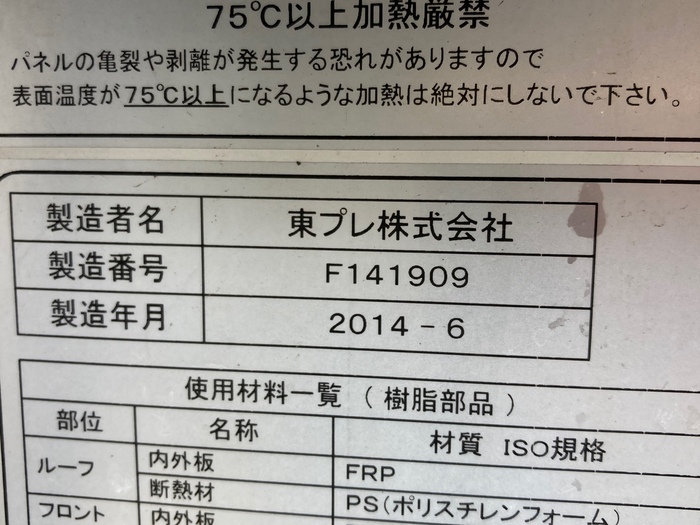 75℃以上加熱厳禁
パネルの亀裂や剥離が発生する恐れがありますので
表面温度が75℃以上になるような加熱は絶対にしないで下さい。
製造者名 東プレ株式会社
製造番号 F141909
製造年月 2014-6
使用材料一覧（樹脂部品）
部位 名称 材質 ISO規格
ルーフ 内外板 FRP
断熱材 PS(ポリスチレンフォーム)
フロント 内外板